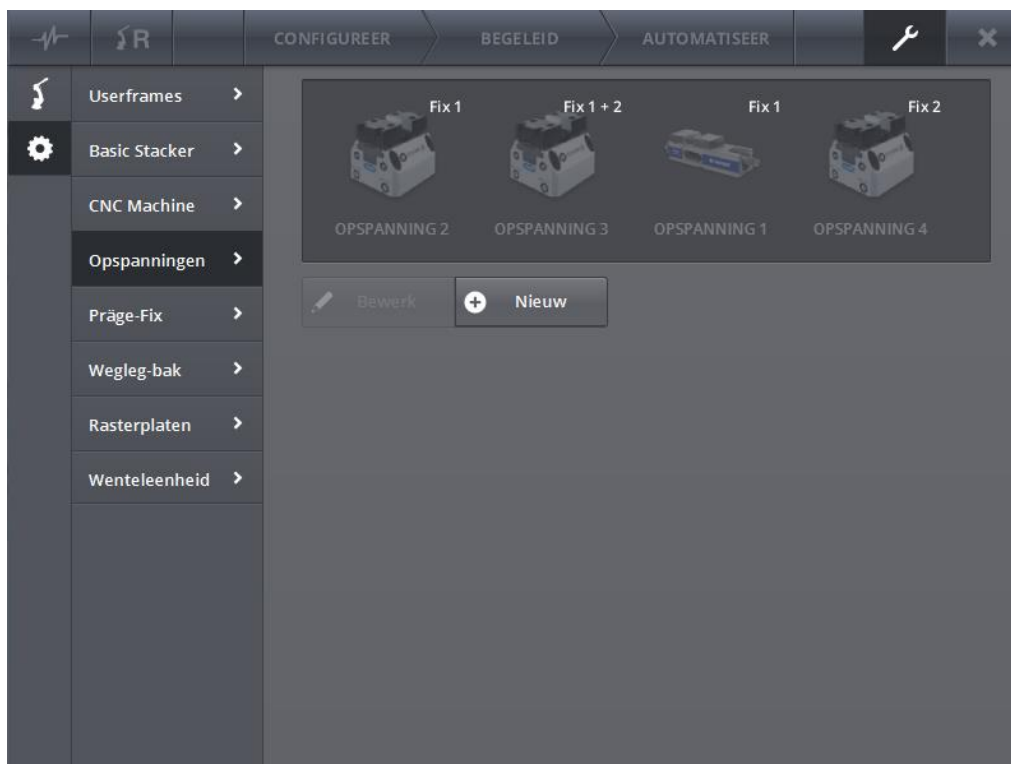 R
CONFIGUREER
BEGELEID
AUTOMATISEER
Userframes
Basic Stacker
CNC Machine
Opspanningen
Präge-Fix
Wegleg-bak
Rasterplaten
Wenteleenheid
Fix 1
Fix 1 + 2
Fix 1
Fix 2
OPSPANNING 2
OPSPANNING 3
OPSPANNING 1
OPSPANNING 4
Bewerk
Nieuw